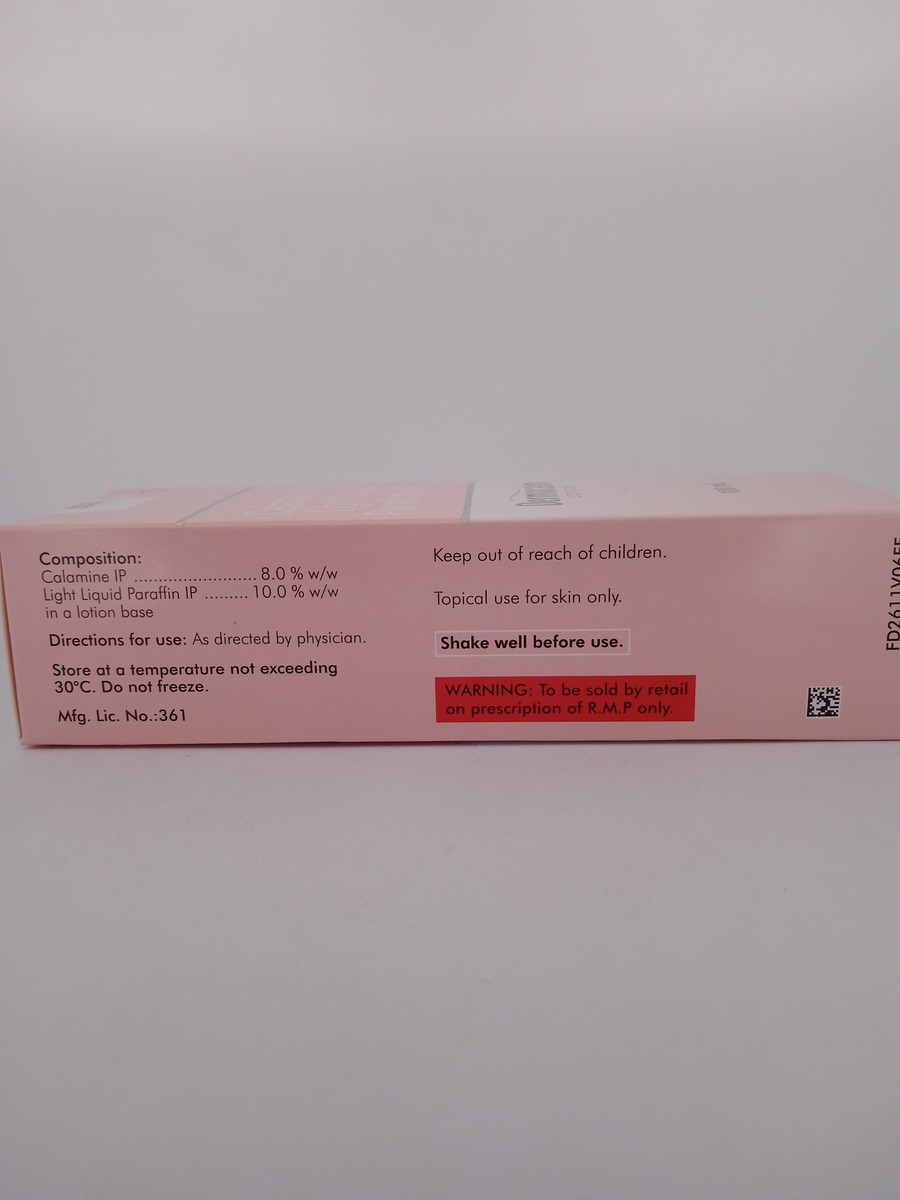 Composition:
Calamine IP ......................... 8.0 % w/w
Light Liquid Paraffin IP ......... 10.0 % w/w
in a lotion base
Directions for use: As directed by physician.
Store at a temperature not exceeding
30°C. Do not freeze.
Mfg. Lic. No.:361
Keep out of reach of children.
Topical use for skin only.
Shake well before use.
WARNING: To be sold by retail
on prescription of R.M.P only.